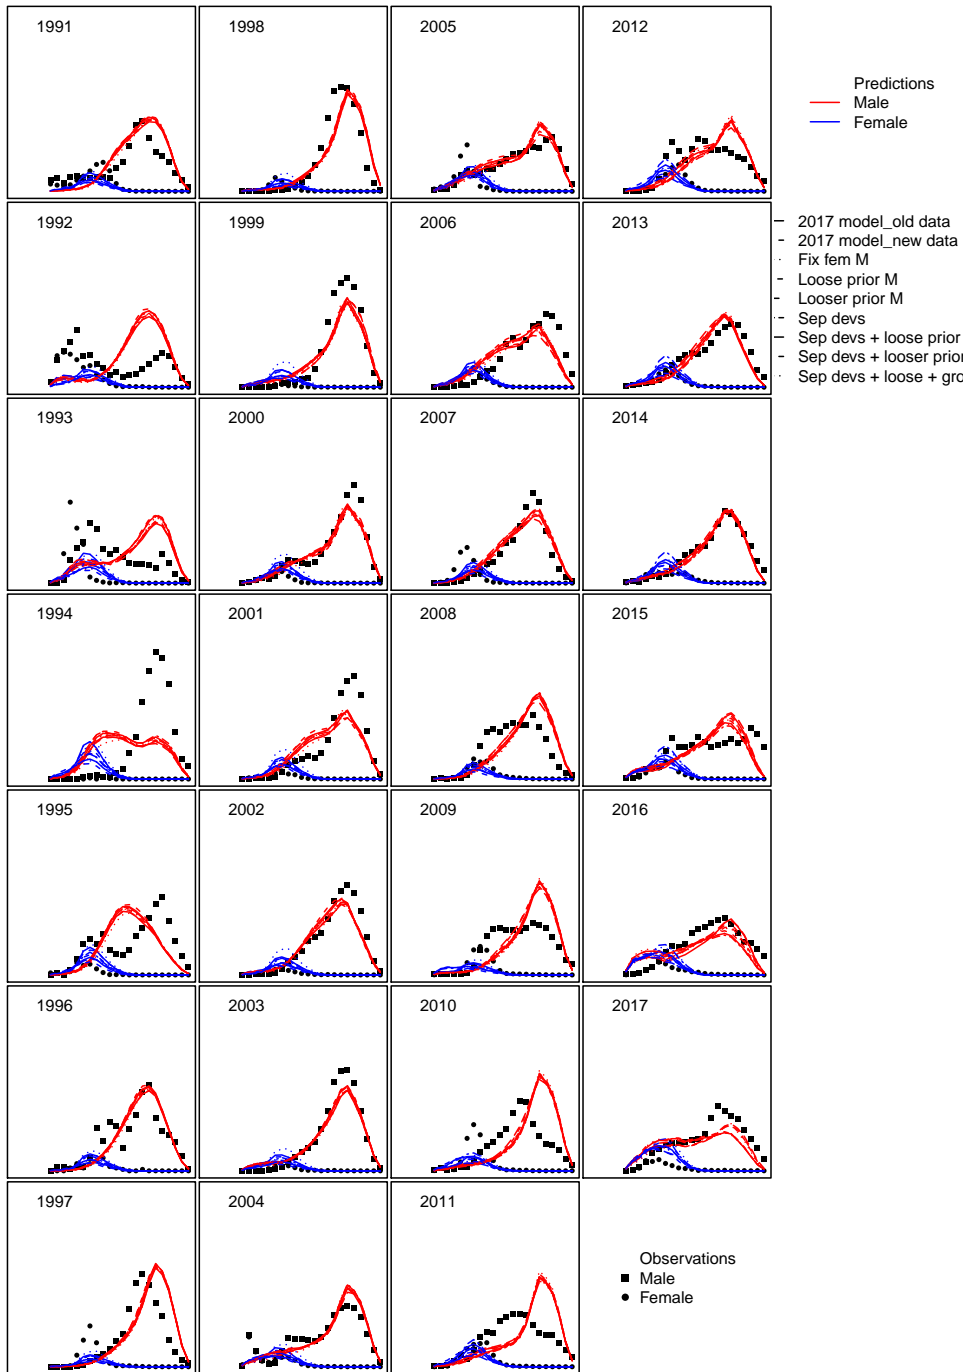 1991
1998
2005
2012
Predictions
Male
Female
1992
1999
2006
2013
2017 model_old data
2017 model_new data
Fix fem M
Loose prior M
Looser prior M
Sep devs
Sep devs + loose prior
Sep devs + looser prior
Sep devs + loose + gro
1993
2000
2007
2014
1994
2001
2008
2015
1995
2002
2009
2016
1996
2003
2010
2017
1997
2004
2011
Observations
Male
Female